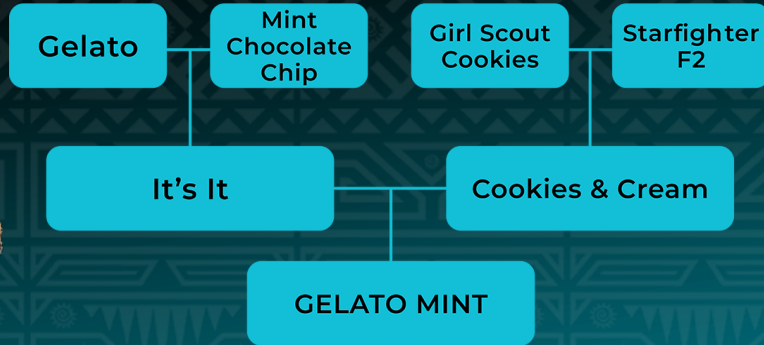 Gelato
Mint
Chocolate
Chip
Girl Scout
Cookies
Starfighter
F2
It’s It
Cookies & Cream
GELATO MINT